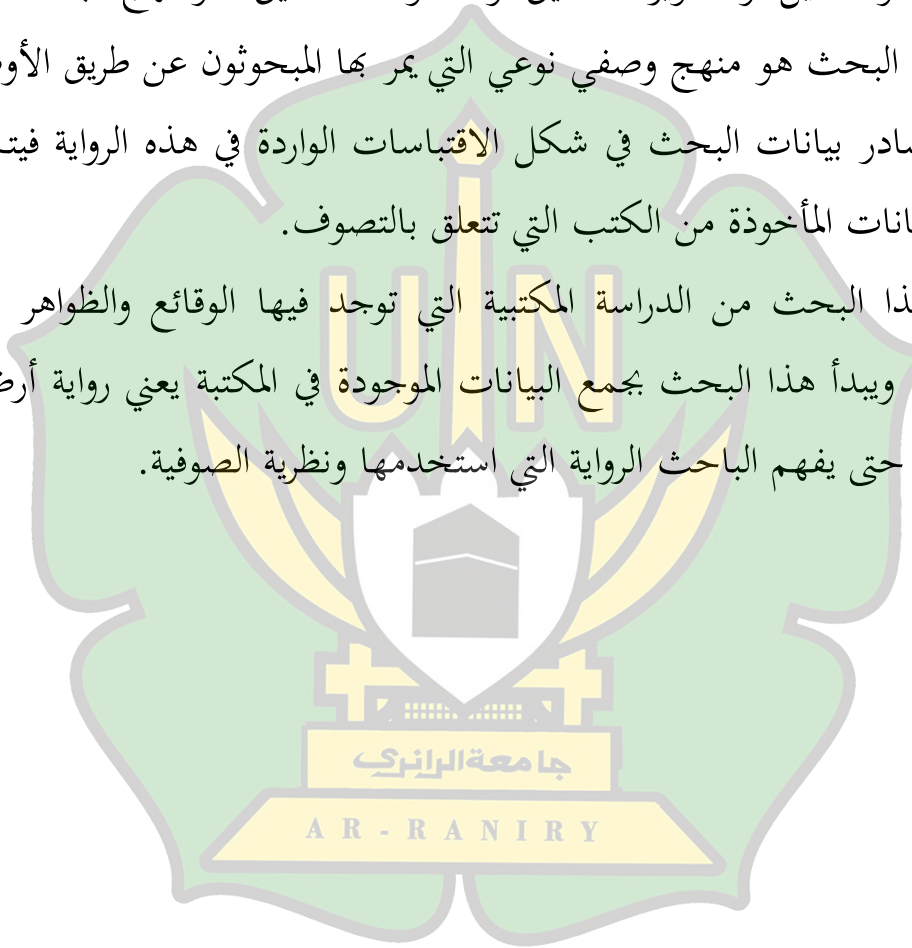 البحث هو منهج وصفي نوعي التي يمر بها المبحوثون عن طريق
بيانات البحث في شكل الاقتباسات الواردة في هذه الرواية
المأخوذة من الكتب التي تتعلق بالتصوف.
البحث من الدراسة المكتبية التي توجد فيها الوقائع والظواهر
ويبدأ هذا البحث بجمع البيانات الموجودة في المكتبة يعني رواية
حتى يفهم الباحث الرواية التي استخدمها ونظرية الصوفية.
UIN
جامعة الرانري
AR-RANIRY